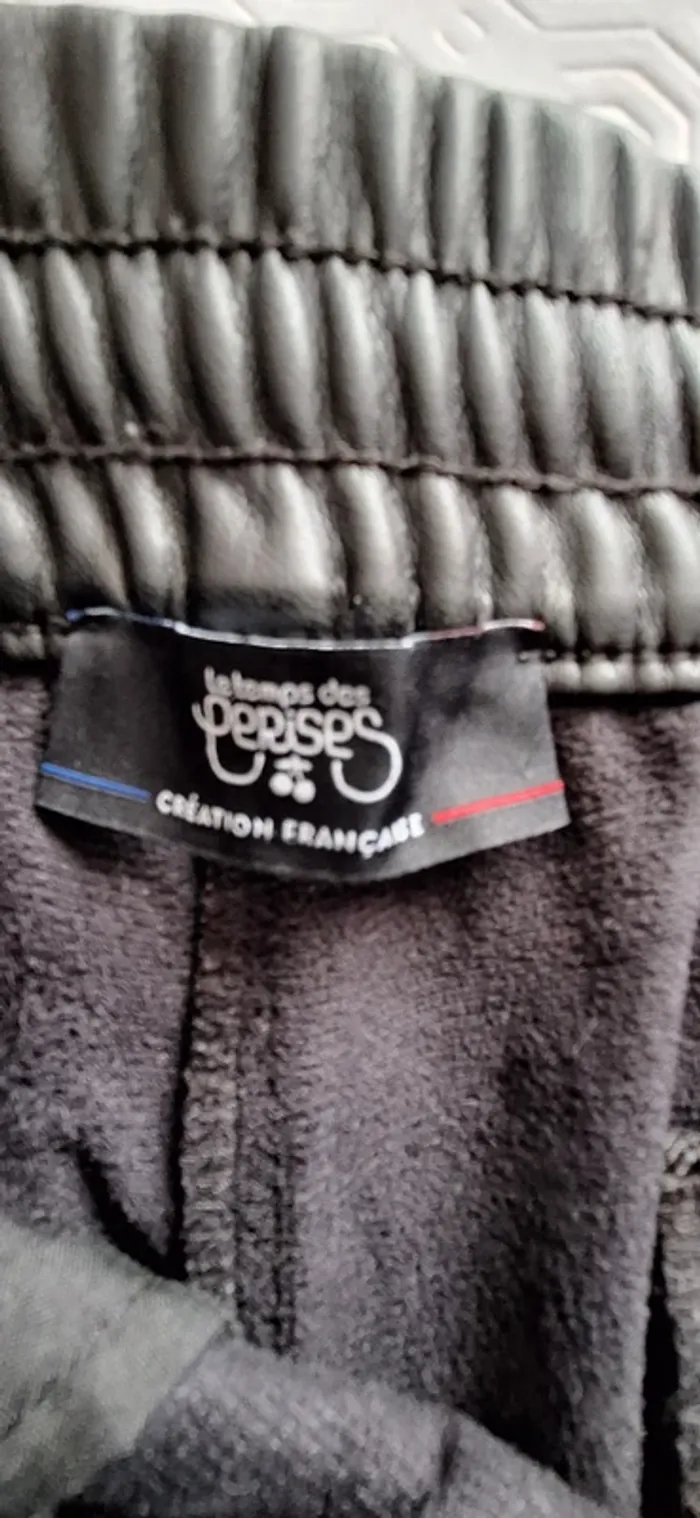 le temps des
cerises
CRÉATION FRANÇAISE